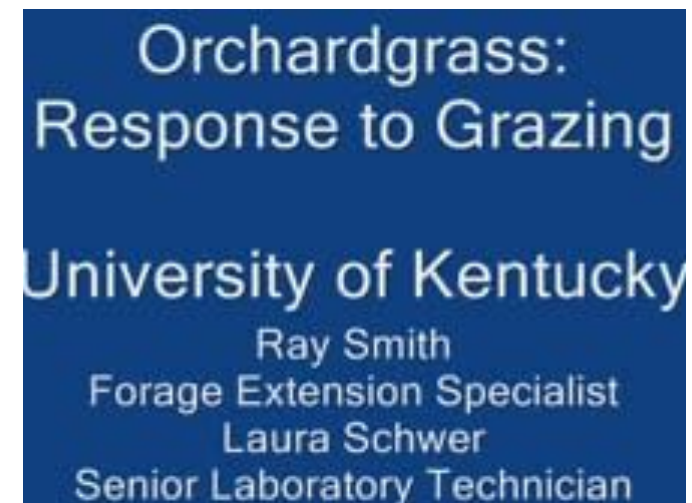 Orchardgrass:
Response to Grazing
University of Kentucky
Ray Smith
Forage Extension Specialist
Laura Schwer
Senior Laboratory Technician